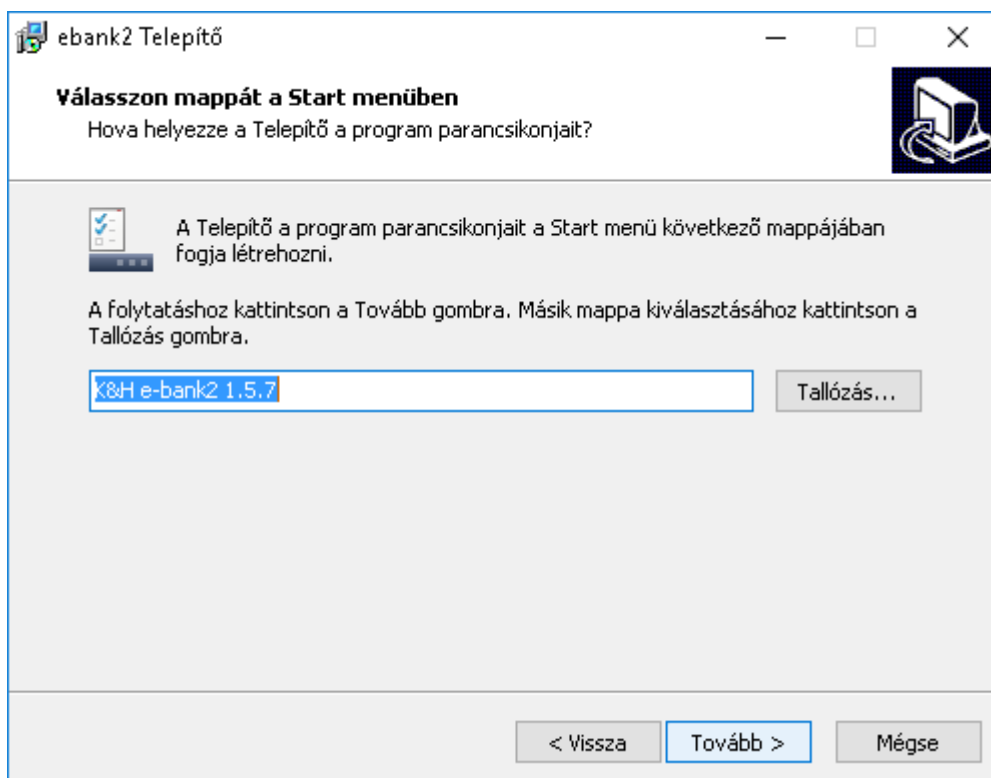 ebank2 Telepítő
Válasszon mappát a Start menüben
Hova helyezze a Telepítő a program parancsikonjait?
A Telepítő a program parancsikonjait a Start menü következő mappájában
fogja létrehozni.
A folytatáshoz kattintson a Tovább gombra. Másik mappa kiválasztásához kattintson a
Tallózás gombra.
K&H e-bank2 1.5.7
Tallózás...
< Vissza
Tovább >
Mégse